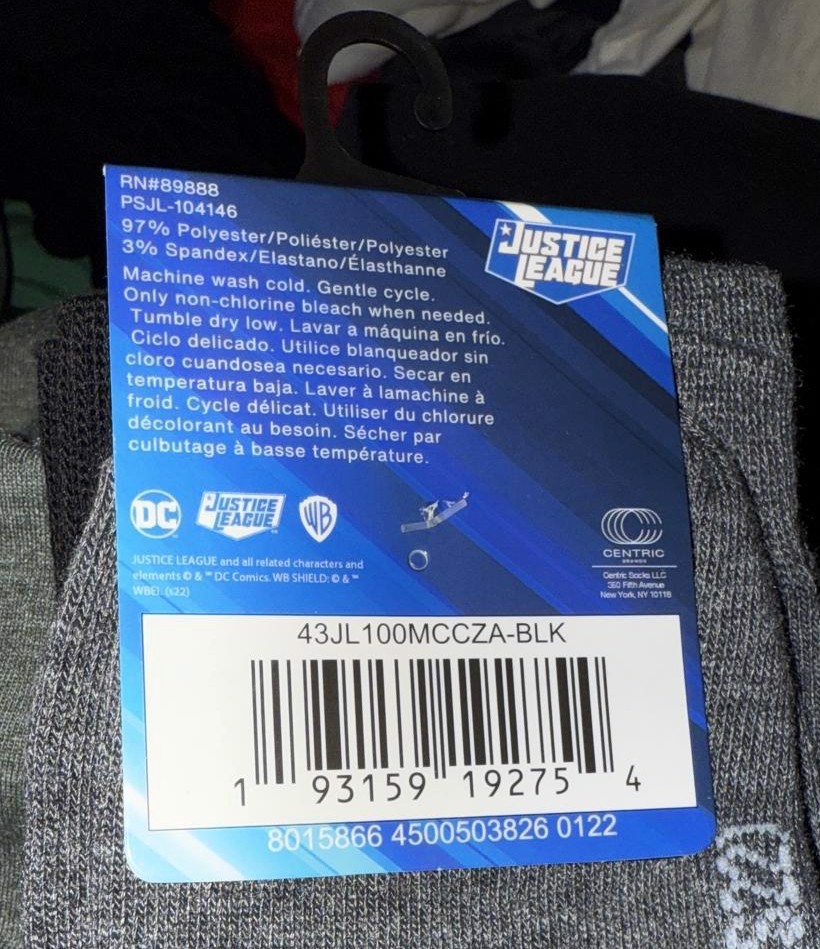 RN#89888
PSJL-104146
97% Polyester/Poliéster/Polyester
3% Spandex/Elastano/Élasthanne
Machine wash cold. Gentle cycle.
Only non-chlorine bleach when needed.
Tumble dry low. Lavar a máquina en frío.
Ciclo delicado. Utilice blanqueador sin
cloro cuandosea necesario. Secar en
temperatura baja. Laver à lamachine à
froid. Cycle délicat. Utiliser du chlorure
décolorant au besoin. Sécher par
culbutage à basse température.
JUSTICE
LEAGUE
DC
JUSTICE
LEAGUE
WB
JUSTICE LEAGUE and all related characters and
elements © & ™ DC Comics. WB SHIELD: © & ™
WBEI. (s22)
CENTRIC
BRANDS
Centric Socks LLC
350 Fifth Avenue
New York, NY 10118
43JL100MCCZA-BLK
1 93159 19275 4
8015866 4500503826 0122